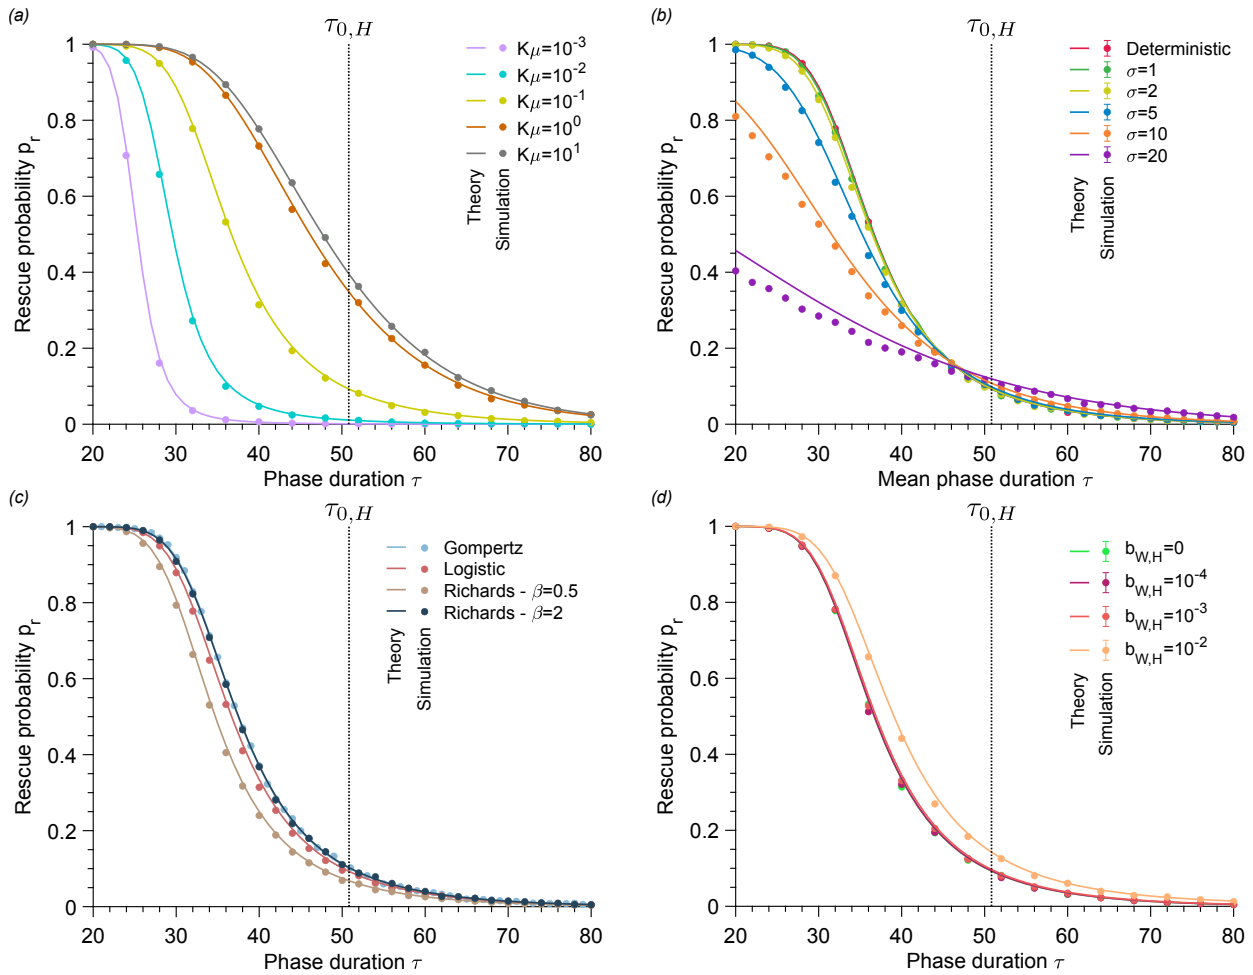 (a)
τ0,H
Rescue probability pr
1
0.8
0.6
0.4
0.2
0
20 30 40 50 60 70 80
Phase duration τ
Kμ=10-3
Kμ=10-2
Kμ=10-1
Kμ=100
Kμ=101
Theory
Simulation
(b)
τ0,H
Rescue probability pr
1
0.8
0.6
0.4
0.2
0
20 30 40 50 60 70 80
Mean phase duration τ
Deterministic
σ=1
σ=2
σ=5
σ=10
σ=20
Theory
Simulation
(c)
τ0,H
Rescue probability pr
1
0.8
0.6
0.4
0.2
0
20 30 40 50 60 70 80
Phase duration τ
Gompertz
Logistic
Richards - β=0.5
Richards - β=2
Theory
Simulation
(d)
τ0,H
Rescue probability pr
1
0.8
0.6
0.4
0.2
0
20 30 40 50 60 70 80
Phase duration τ
bW,H=0
bW,H=10-4
bW,H=10-3
bW,H=10-2
Theory
Simulation